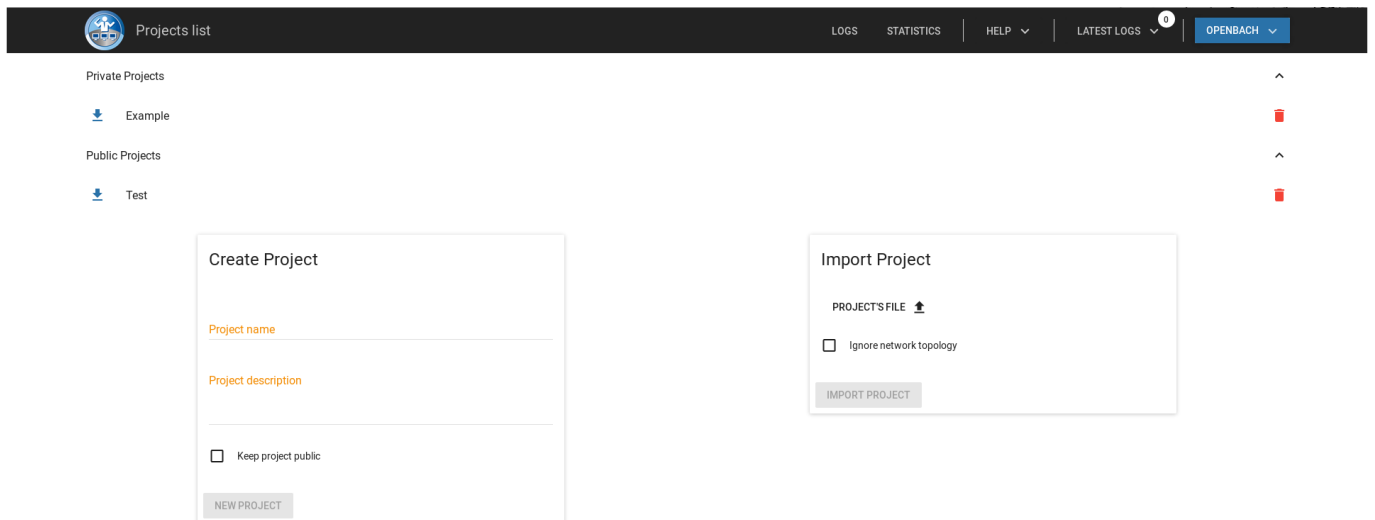 Projects list
LOGS
STATISTICS
HELP
LATEST LOGS
0
OPENBACH
Private Projects
Example
Public Projects
Test
Create Project
Project name
Project description
Keep project public
NEW PROJECT
Import Project
PROJECT'S FILE
Ignore network topology
IMPORT PROJECT